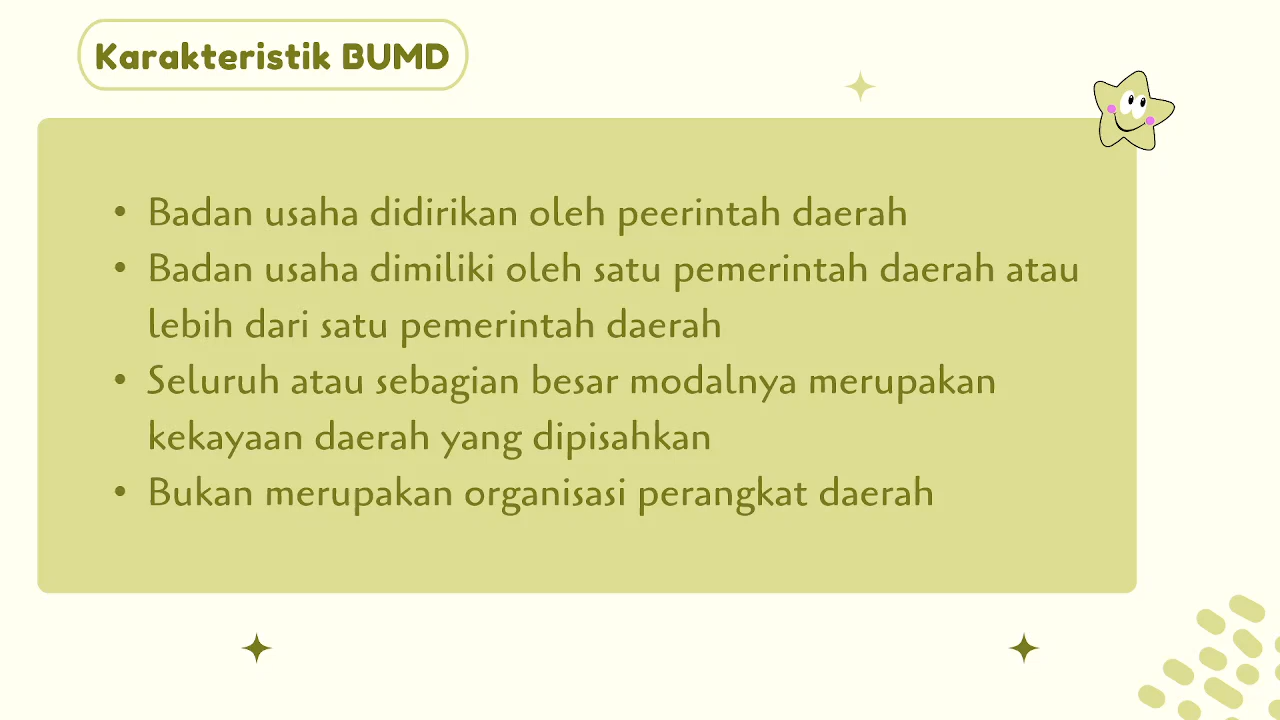 Karakteristik BUMD
• Badan usaha didirikan oleh peerintah daerah
• Badan usaha dimiliki oleh satu pemerintah daerah atau
lebih dari satu pemerintah daerah
• Seluruh atau sebagian besar modalnya merupakan
kekayaan daerah yang dipisahkan
• Bukan merupakan organisasi perangkat daerah